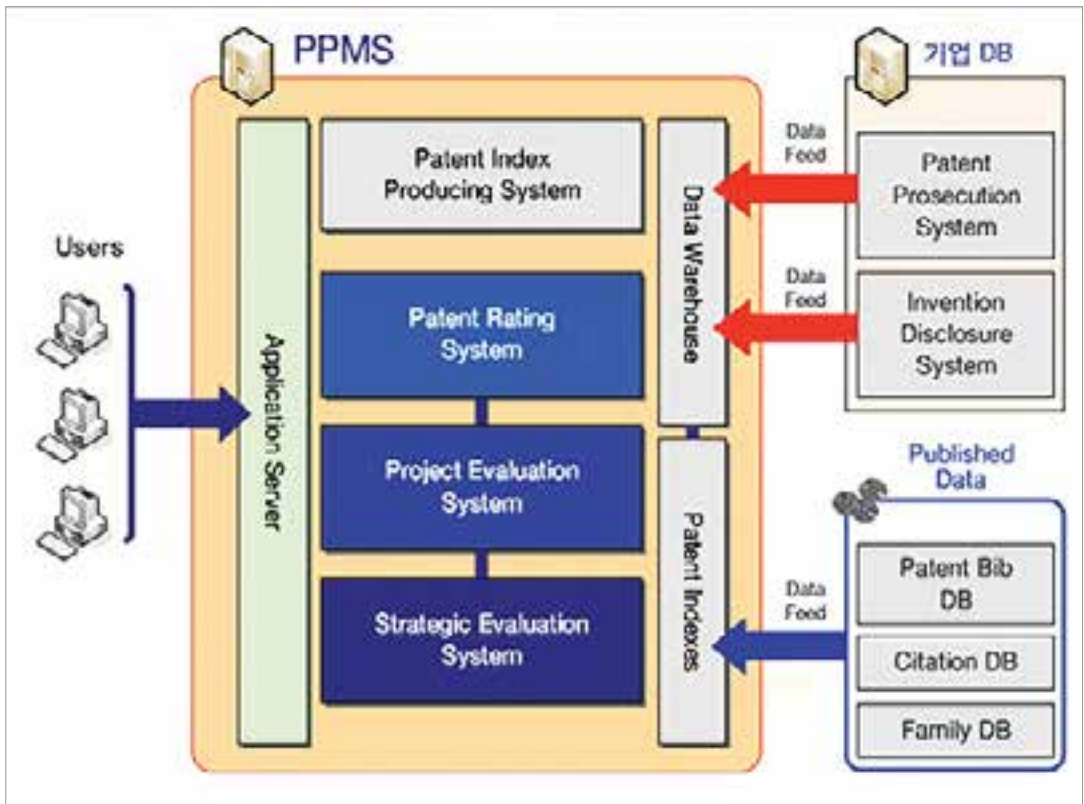 PPMS
기업 DB
Users
Application Server
Patent Index
Producing System
Patent Rating
System
Project Evaluation
System
Strategic Evaluation
System
Data Warehouse
Patent Indexes
Data
Feed
Data
Feed
Patent
Prosecution
System
Invention
Disclosure
System
Published
Data
Data
Feed
Patent Bib
DB
Citation DB
Family DB